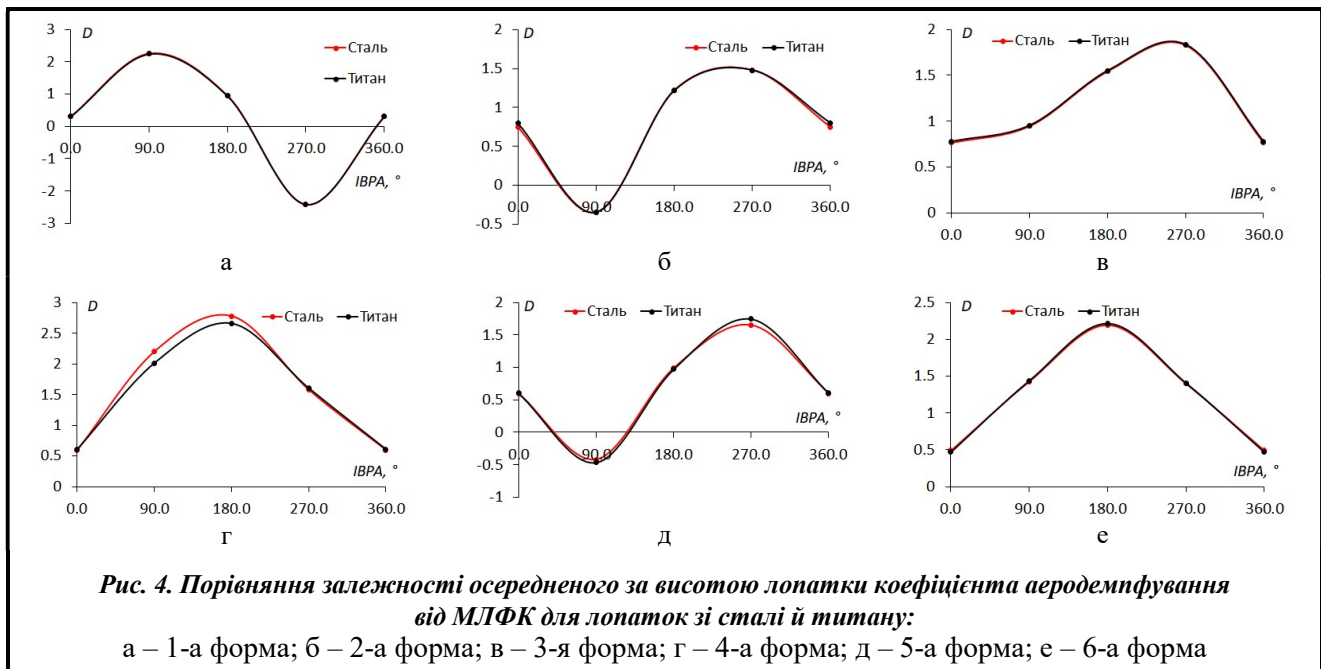 D
Сталь
Титан
3
2
1
0
-1
-2
-3
0.0 90.0 180.0 270.0 360.0
ІВРА, °
а
D
Сталь Титан
2
1.5
1
0.5
0
-0.5
0.0 90.0 180.0 270.0 360.0
ІВРА, °
б
D
Сталь Титан
2
1.5
1
0.5
0
0.0 90.0 180.0 270.0 360.0
ІВРА, °
в
D
Сталь Титан
3
2.5
2
1.5
1
0.5
0
0.0 90.0 180.0 270.0 360.0
ІВРА, °
г
D
Сталь Титан
2
1.5
1
0.5
0
-0.5
-1
0.0 90.0 180.0 270.0 360.0
ІВРА, °
д
D
Сталь Титан
2.5
2
1.5
1
0.5
0
0.0 90.0 180.0 270.0 360.0
ІВРА, °
е
Рис. 4. Порівняння залежності осередненого за висотою лопатки коефіцієнта аеродемпфування
від МЛФК для лопаток зі сталі й титану:
а – 1-а форма; б – 2-а форма; в – 3-я форма; г – 4-а форма; д – 5-а форма; е – 6-а форма